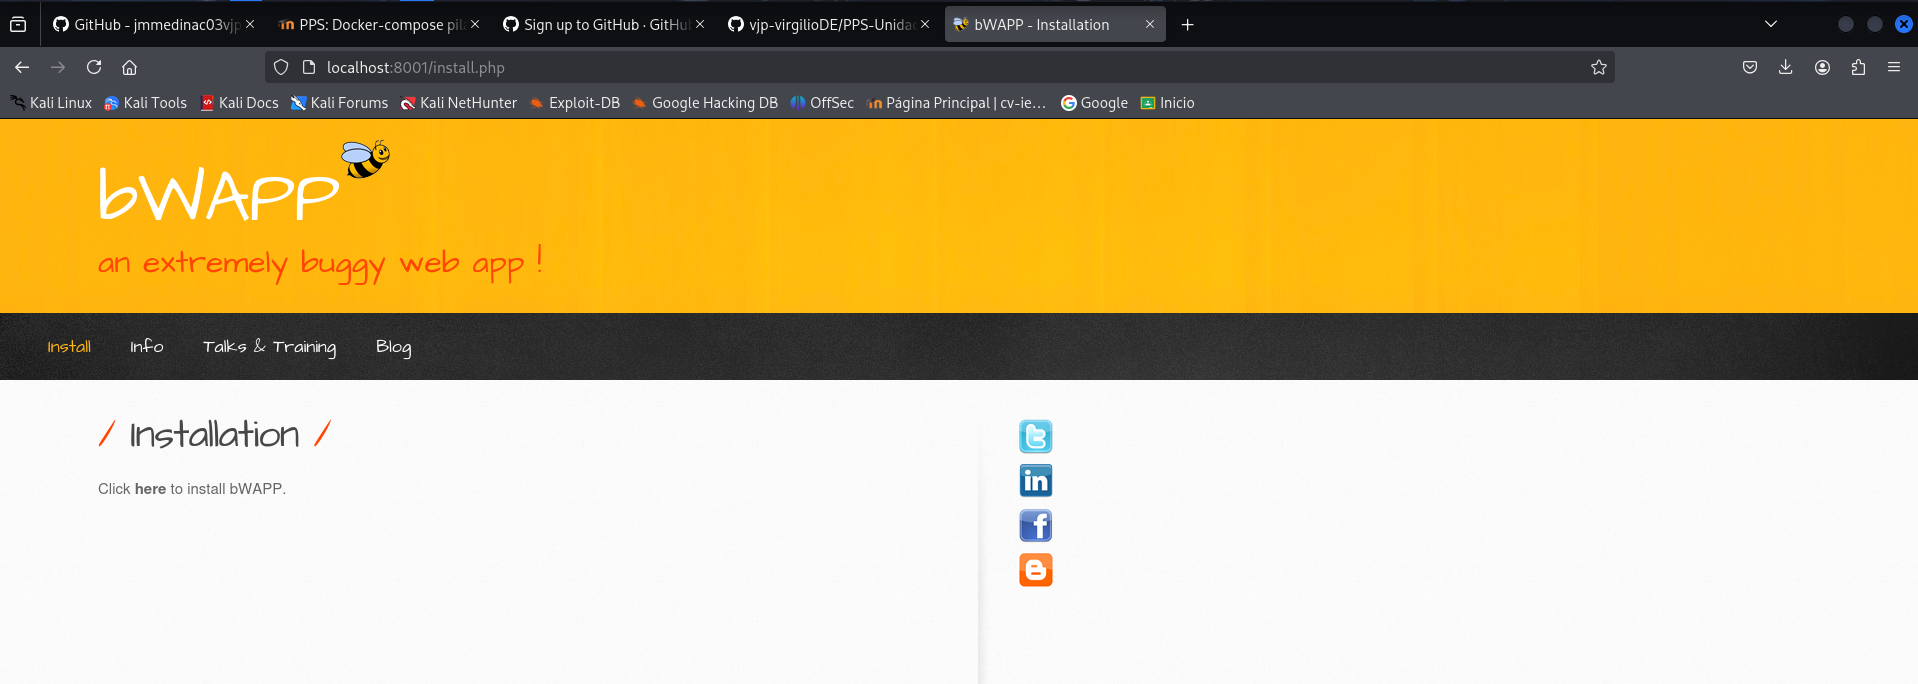 GitHub - jmmedinac03vjp
PPS: Docker-compose pil
Sign up to GitHub · GitHu
vjp-virgilioDE/PPS-Unida
bWAPP - Installation
localhost:8001/install.php
Kali Linux
Kali Tools
Kali Docs
Kali Forums
Kali NetHunter
Exploit-DB
Google Hacking DB
OffSec
Página Principal | cv-ie...
Google
Inicio
bWAPP
an extremely buggy web app !
Install
Info
Talks & Training
Blog
/ Installation /
Click here to install bWAPP.